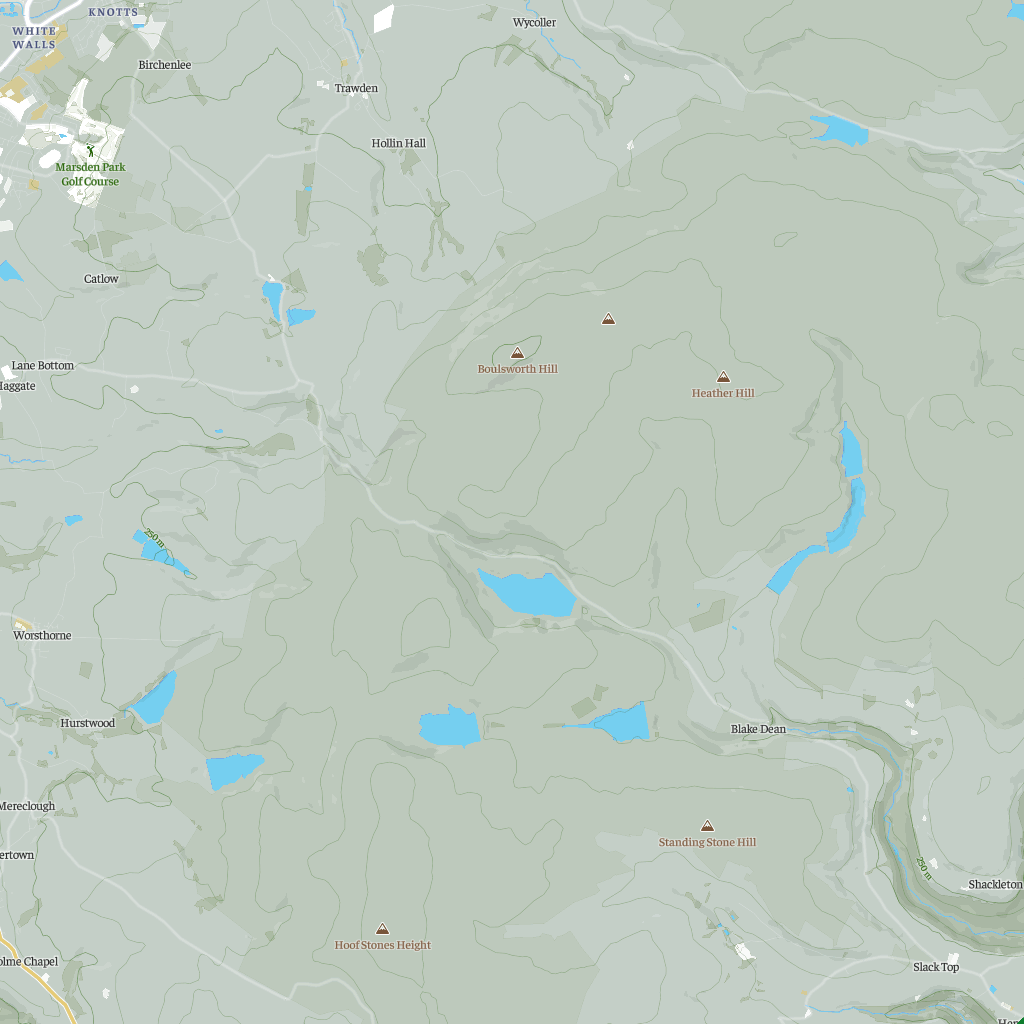 KNOTTS
WHITE
WALLS
Wycoller
Birchenlee
Trawden
Hollin Hall
Marsden Park
Golf Course
Catlow
Lane Bottom
Haggate
Boulsworth Hill
Heather Hill
250 m
Worsthorne
Hurstwood
Blake Dean
Mereclough
Standing Stone Hill
ertown
250 m
Shackleton
Hoof Stones Height
olme Chapel
Slack Top